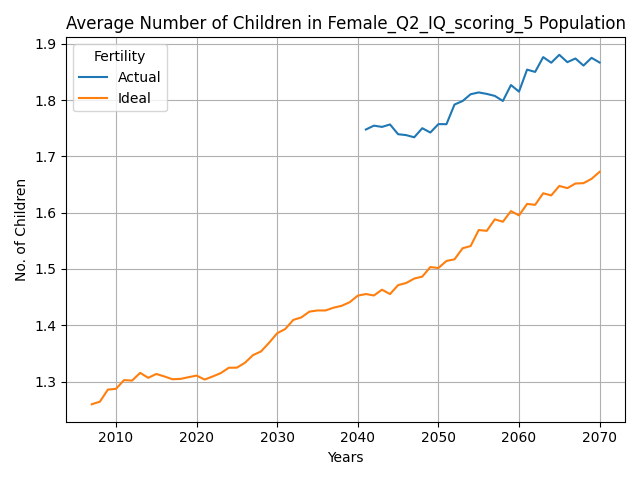 Average Number of Children in Female_Q2_IQ_scoring_5 Population
1.9
1.8
1.7
1.6
1.5
1.4
1.3
No. of Children
Fertility
Actual
Ideal
2010 2020 2030 2040 2050 2060 2070
Years